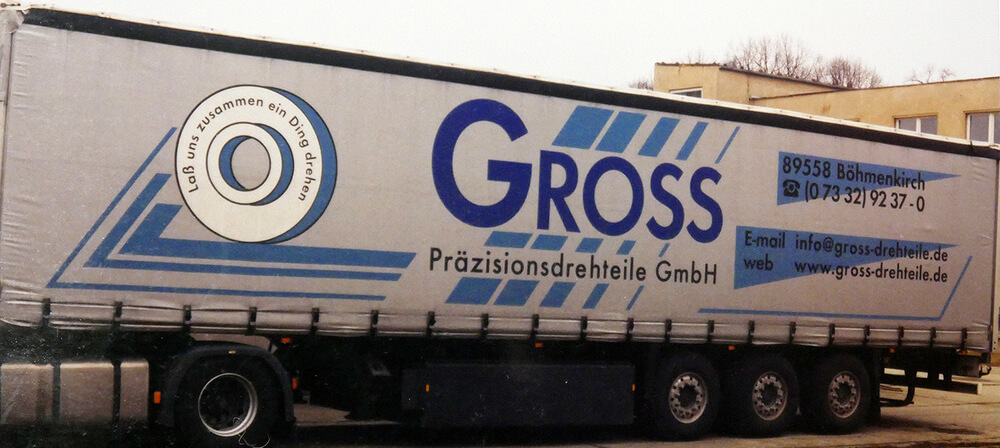 Laß uns zusammen ein Ding drehen
GROSS
Präzisionsdrehteile GmbH
89558 Böhmenkirch
☎ (0 73 32) 92 37 - 0
E-mail info@gross-drehteile.de
web www.gross-drehteile.de